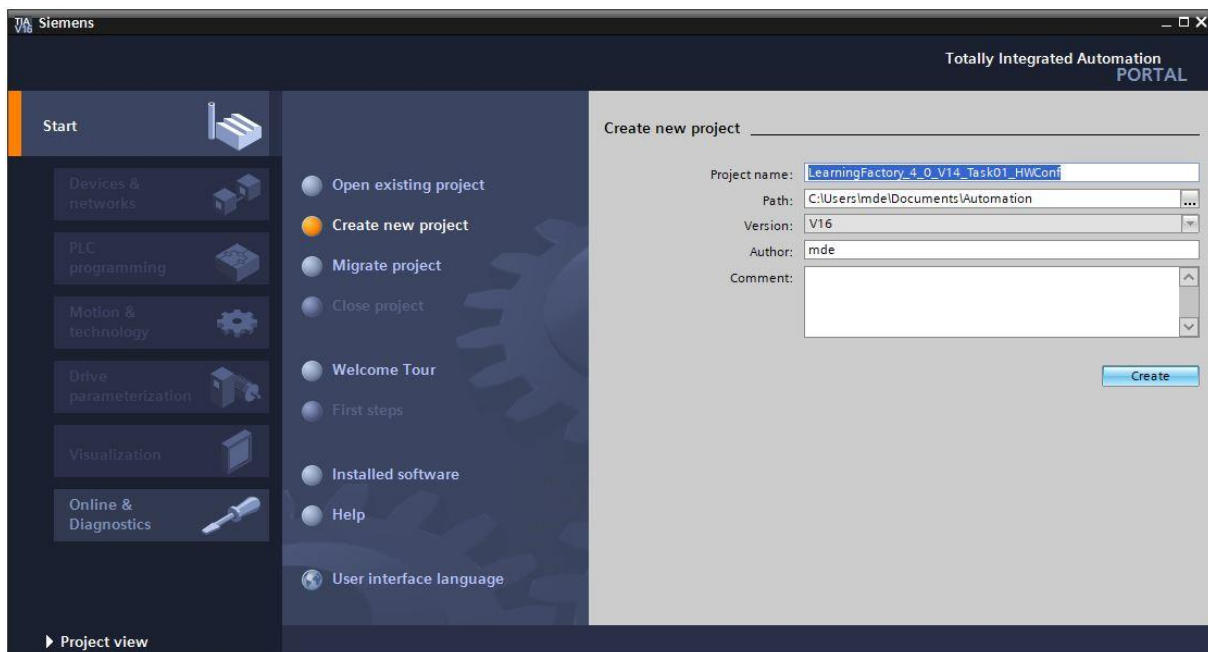 TIA V16 Siemens
Totally Integrated Automation
PORTAL
Start
Devices &
networks
PLC
programming
Motion &
technology
Drive
parameterization
Visualization
Online &
Diagnostics
Project view
Open existing project
Create new project
Migrate project
Close project
Welcome Tour
First steps
Installed software
Help
User interface language
Create new project
Project name: LearningFactory_4_0_V14_Task01_HWConf
Path: C:\Users\mde\Documents\Automation ...
Version: V16
Author: mde
Comment:
Create